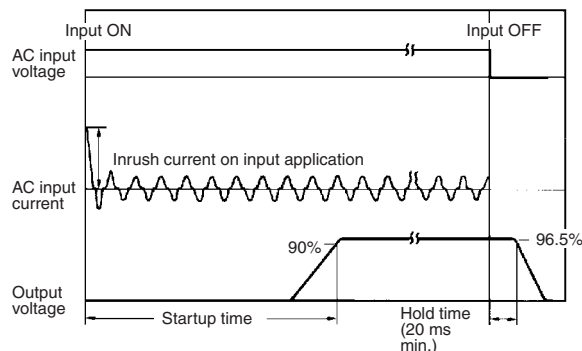 Input ON
Input OFF
AC input
voltage
Inrush current on input application
AC input
current
90%
96.5%
Output
voltage
Startup time
Hold time
(20 ms
min.)